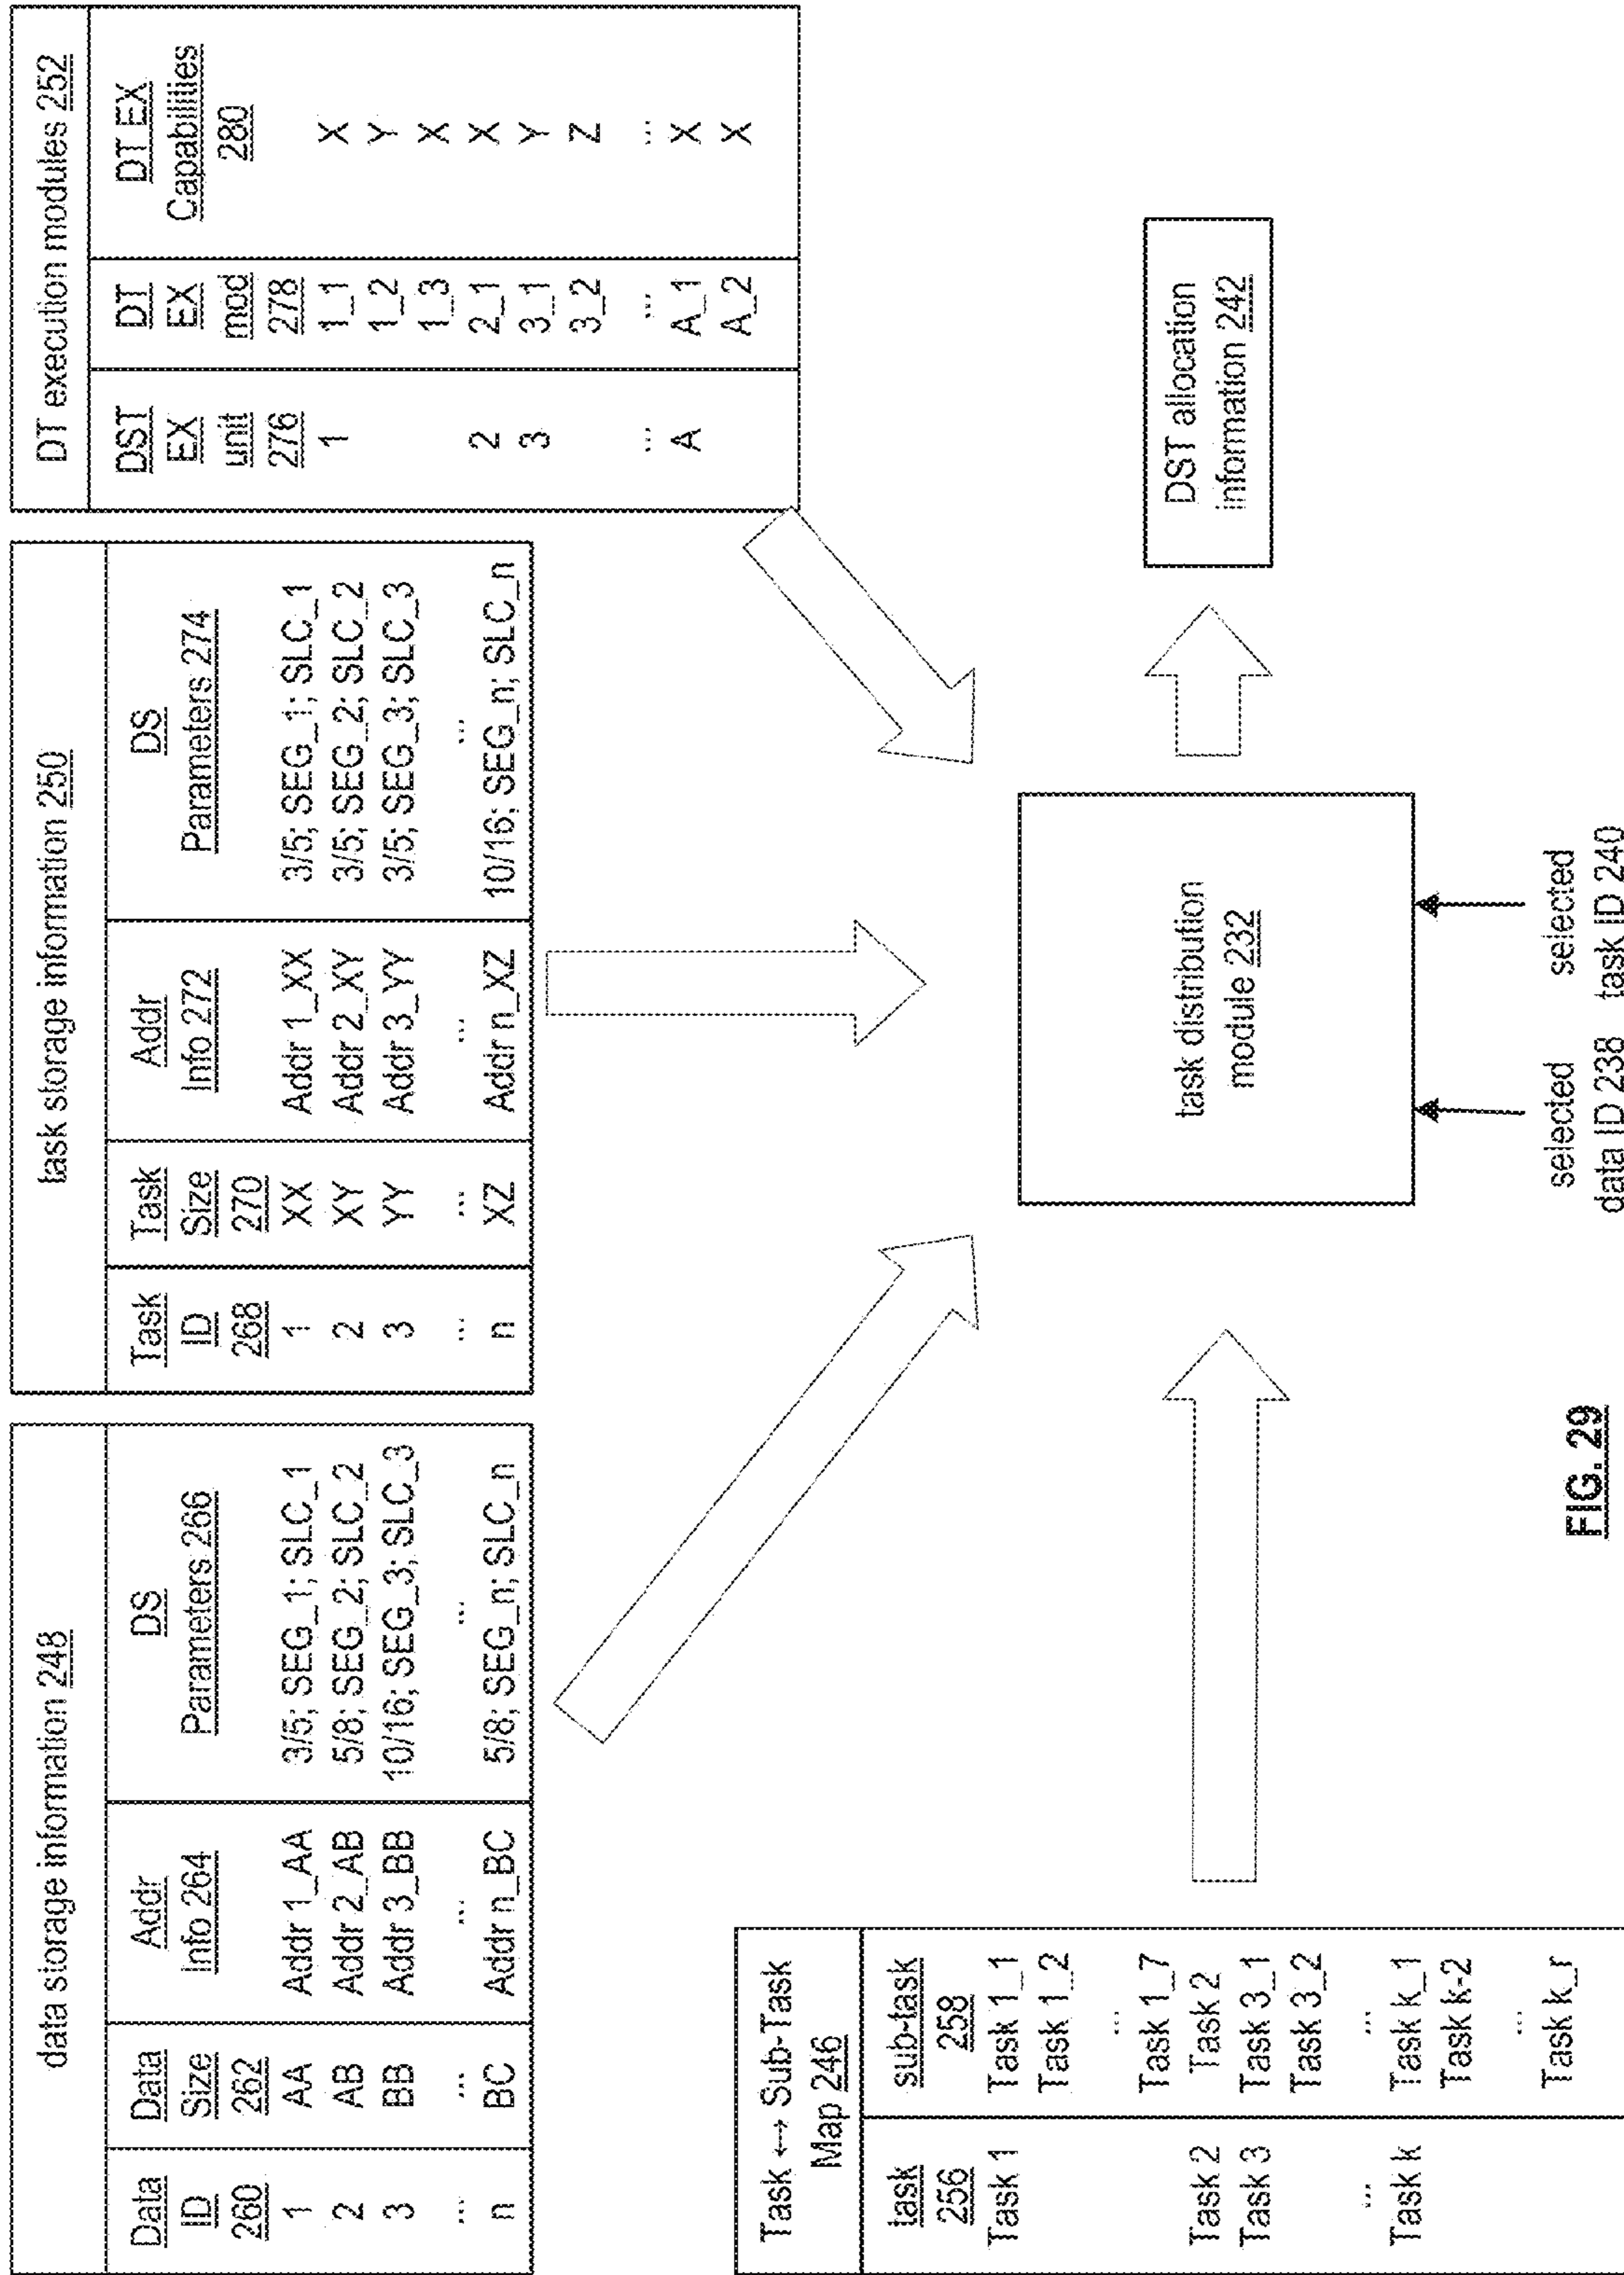 data storage information 248
Data ID 260 Data Size 262 Addr Info 264 DS Parameters 266
1 AA Addr 1_AA 3/5; SEG_1; SLC_1
2 AB Addr 2_AB 5/8; SEG_2; SLC_2
3 BB Addr 3_BB 10/16; SEG_3; SLC_3
... ... ... ...
n BC Addr n_BC 5/8; SEG_n; SLC_n
task storage information 250
Task ID 268 Task Size 270 Addr Info 272 DS Parameters 274
1 XX Addr 1_XX 3/5; SEG_1; SLC_1
2 XY Addr 2_XY 3/5; SEG_2; SLC_2
3 YY Addr 3_YY 3/5; SEG_3; SLC_3
... ... ... ...
n XZ Addr n_XZ 10/16; SEG_n; SLC_n
DT execution modules 252
DST EX unit 276 DT EX mod 278 DT EX Capabilities 280
1 1_1 X
1_2 Y
1_3 X
2 2_1 X
3 3_1 Y
3_2 Z
... ... ...
A A_1 X
A_2 X
Task ↔ Sub-Task
Map 246
task 256 sub-task 258
Task 1 Task 1_1
Task 1_2
...
Task 1_7
Task 2 Task 2
Task 3 Task 3_1
Task 3_2
... ...
Task k Task k_1
Task k-2
...
Task k_r
task distribution
module 232
DST allocation
information 242
selected
data ID 238
selected
task ID 240
FIG. 29